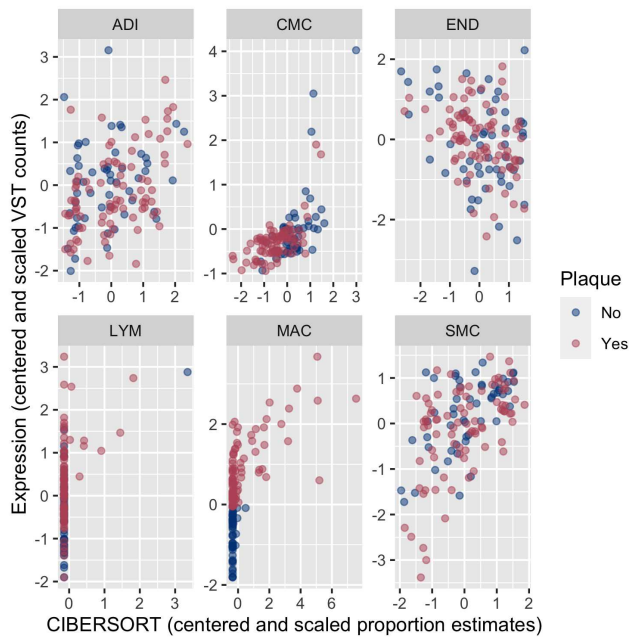 ADI
CMC
END
3
2
1
0
-1
-2
4
3
2
1
0
-1
2
0
-2
-1 0 1 2
-2 -1 0 1 2 3
-2 0
LYM
MAC
SMC
3
2
1
0
-1
-2
2
0
-2
1
0
-1
-2
-3
0 1 2 3
0 2 4 6
-2 -1 0 1 2
Expression (centered and scaled VST counts)
CIBERSORT (centered and scaled proportion estimates)
Plaque
No
Yes